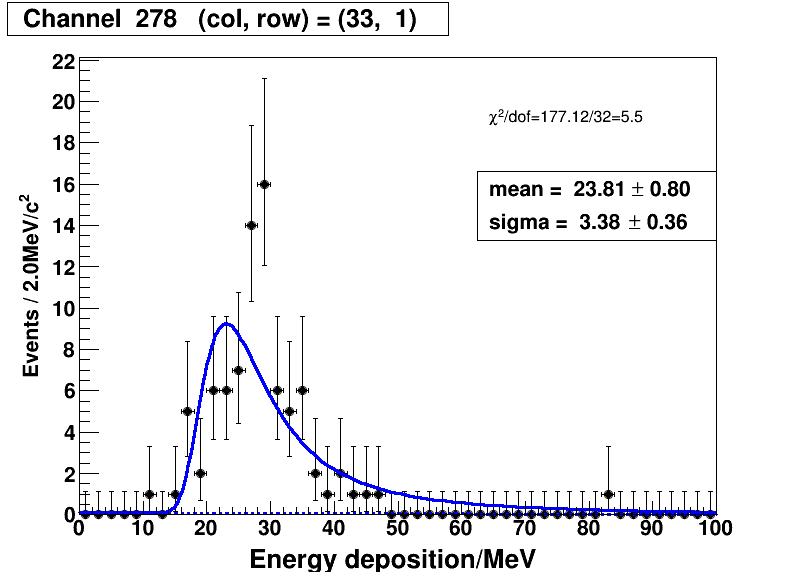 Channel 278 (col, row) = (33, 1)
χ²/dof=177.12/32=5.5
mean = 23.81 ± 0.80
sigma = 3.38 ± 0.36
Events / 2.0MeV/c²
22
20
18
16
14
12
10
8
6
4
2
0
0 10 20 30 40 50 60 70 80 90 100
Energy deposition/MeV